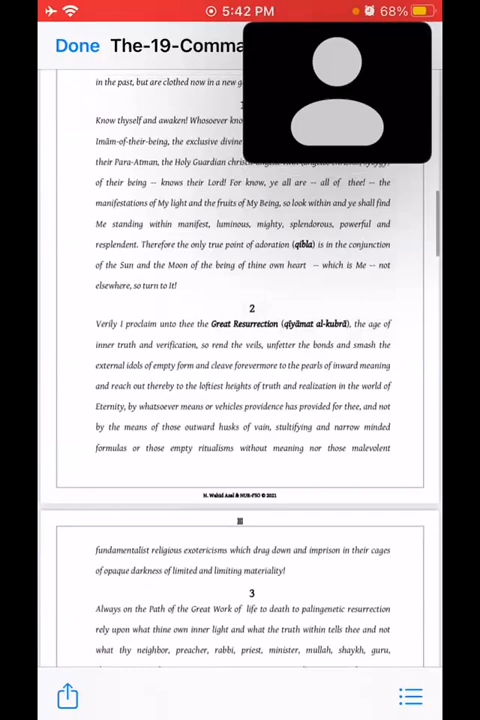 5:42 PM
68%
Done The-19-Comma
in the past, but are clothed now in a new g
1
Know thyself and awaken! Whosoever kno
Imām-of-their-being, the exclusive divine
their Para-Atman, the Holy Guardian
of their being -- knows their Lord! For know, ye all are -- all of thee! -- the
manifestations of My light and the fruits of My Being, so look within and ye shall find
Me standing within manifest, luminous, mighty, splendorous, powerful and
resplendent. Therefore the only true point of adoration (qibla) is in the conjunction
of the Sun and the Moon of the being of thine own heart -- which is Me -- not
elsewhere, so turn to It!
2
Verily I proclaim unto thee the Great Resurrection (qīyāmat al-kubrā), the age of
inner truth and verification, so rend the veils, unfetter the bonds and smash the
external idols of empty form and cleave forevermore to the pearls of inward meaning
and reach out thereby to the loftiest heights of truth and realization in the world of
Eternity, by whatsoever means or vehicles providence has provided for thee, and not
by the means of those outward husks of vain, stultifying and narrow minded
formulas or those empty ritualisms without meaning nor those malevolent
N. Wahid Azal & NUR-FSO © 2021
III
fundamentalist religious exotericisms which drag down and imprison in their cages
of opaque darkness of limited and limiting materiality!
3
Always on the Path of the Great Work of life to death to palingenetic resurrection
rely upon what thine own inner light and what the truth within tells thee and not
what thy neighbor, preacher, rabbi, priest, minister, mullah, shaykh, guru,